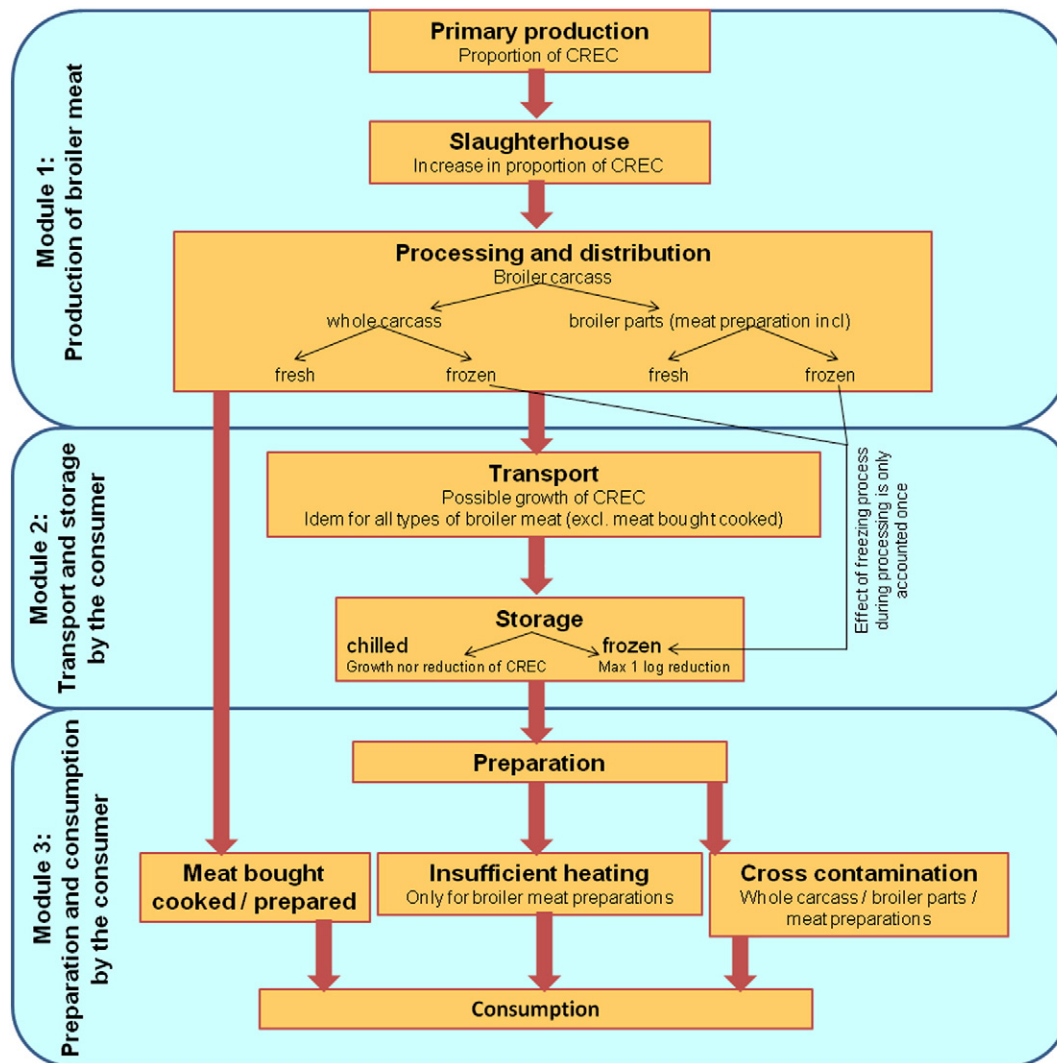 Module 1:
Production of broiler meat
Primary production
Proportion of CREC
Slaughterhouse
Increase in proportion of CREC
Processing and distribution
Broiler carcass
whole carcass
broiler parts (meat preparation incl)
fresh
frozen
fresh
frozen
Module 2:
Transport and storage
by the consumer
Transport
Possible growth of CREC
Idem for all types of broiler meat (excl. meat bought cooked)
Effect of freezing process
during processing is only
accounted once
Storage
chilled
Growth nor reduction of CREC
frozen
Max 1 log reduction
Module 3:
Preparation and consumption
by the consumer
Preparation
Meat bought
cooked / prepared
Insufficient heating
Only for broiler meat preparations
Cross contamination
Whole carcass / broiler parts /
meat preparations
Consumption